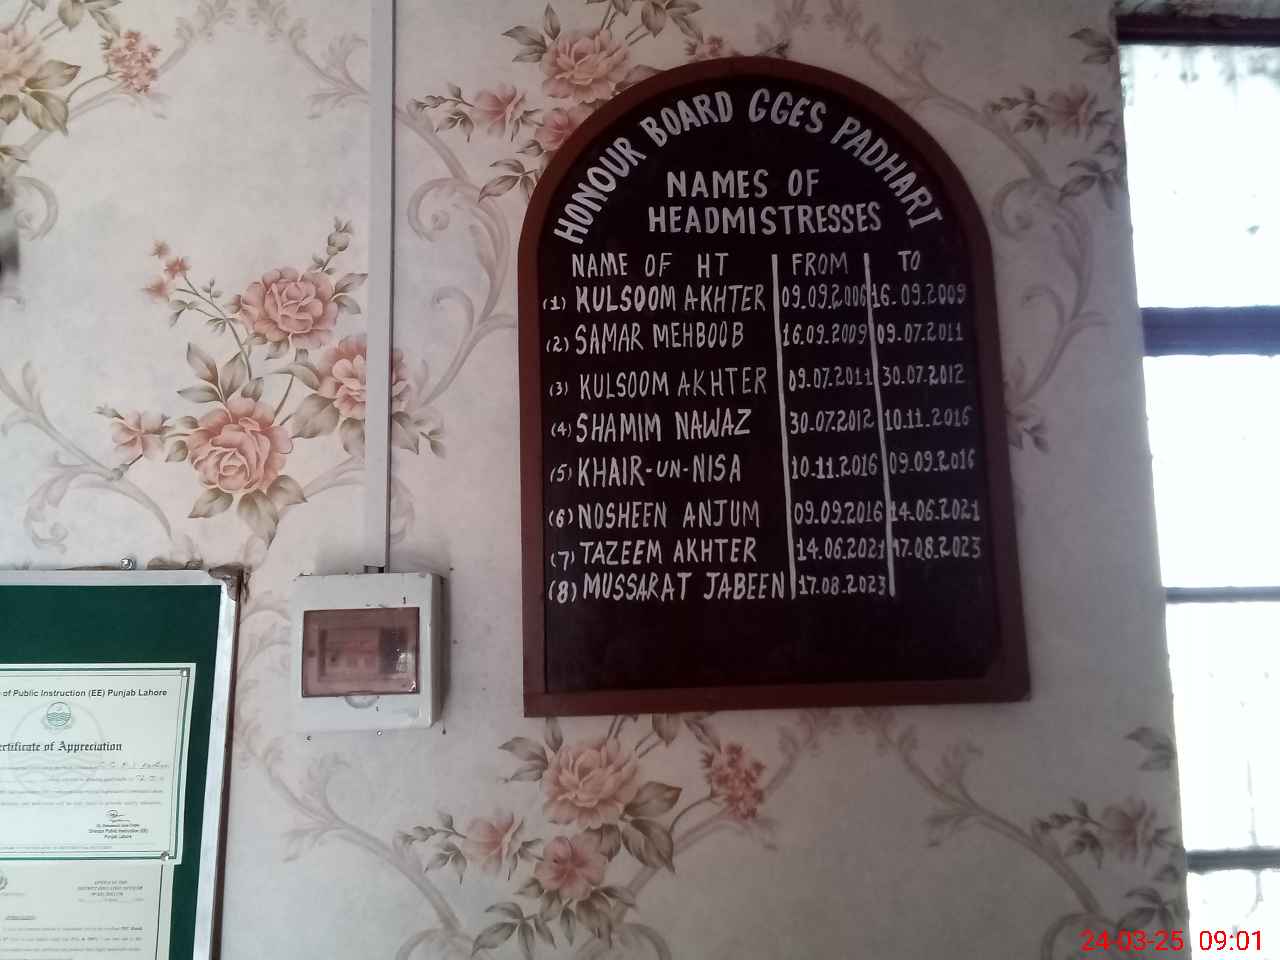 HONOUR BOARD GGES PADHARI
NAMES OF
HEADMISTRESSES
NAME OF HT FROM TO
(1) KULSOOM AKHTER 09.09.2006 16.09.2009
(2) SAMAR MEHBOOB 16.09.2009 09.07.2011
(3) KULSOOM AKHTER 09.07.2011 30.07.2012
(4) SHAMIM NAWAZ 30.07.2012 10.11.2016
(5) KHAIR-UN-NISA 10.11.2016 09.09.2016
(6) NOSHEEN ANJUM 09.09.2016 14.06.2021
(7) TAZEEM AKHTER 14.06.2021 17.08.2023
(8) MUSSARAT JABEEN 17.08.2023
of Public Instruction (EE) Punjab Lahore
ertificate of Appreciation
Punjab Lahore
24-03-25 09:01